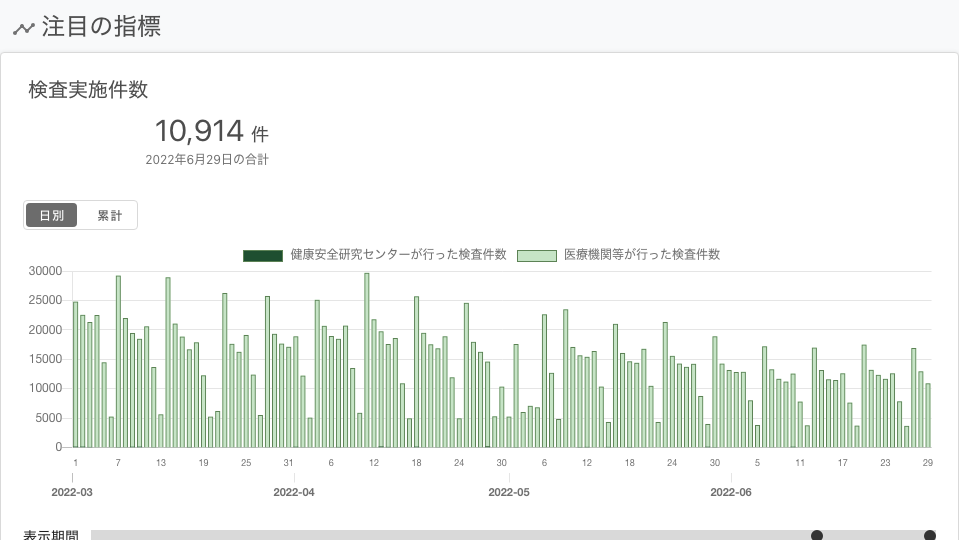 注目の指標
検査実施件数
10,914 件
2022年6月29日の合計
日別 累計
健康安全研究センターが行った検査件数 医療機関等が行った検査件数
30000
25000
20000
15000
10000
5000
0
1 7 13 19 25 31 6 12 18 24 30 6 12 18 24 30 5 11 17 23 29
2022-03 2022-04 2022-05 2022-06
表示期間